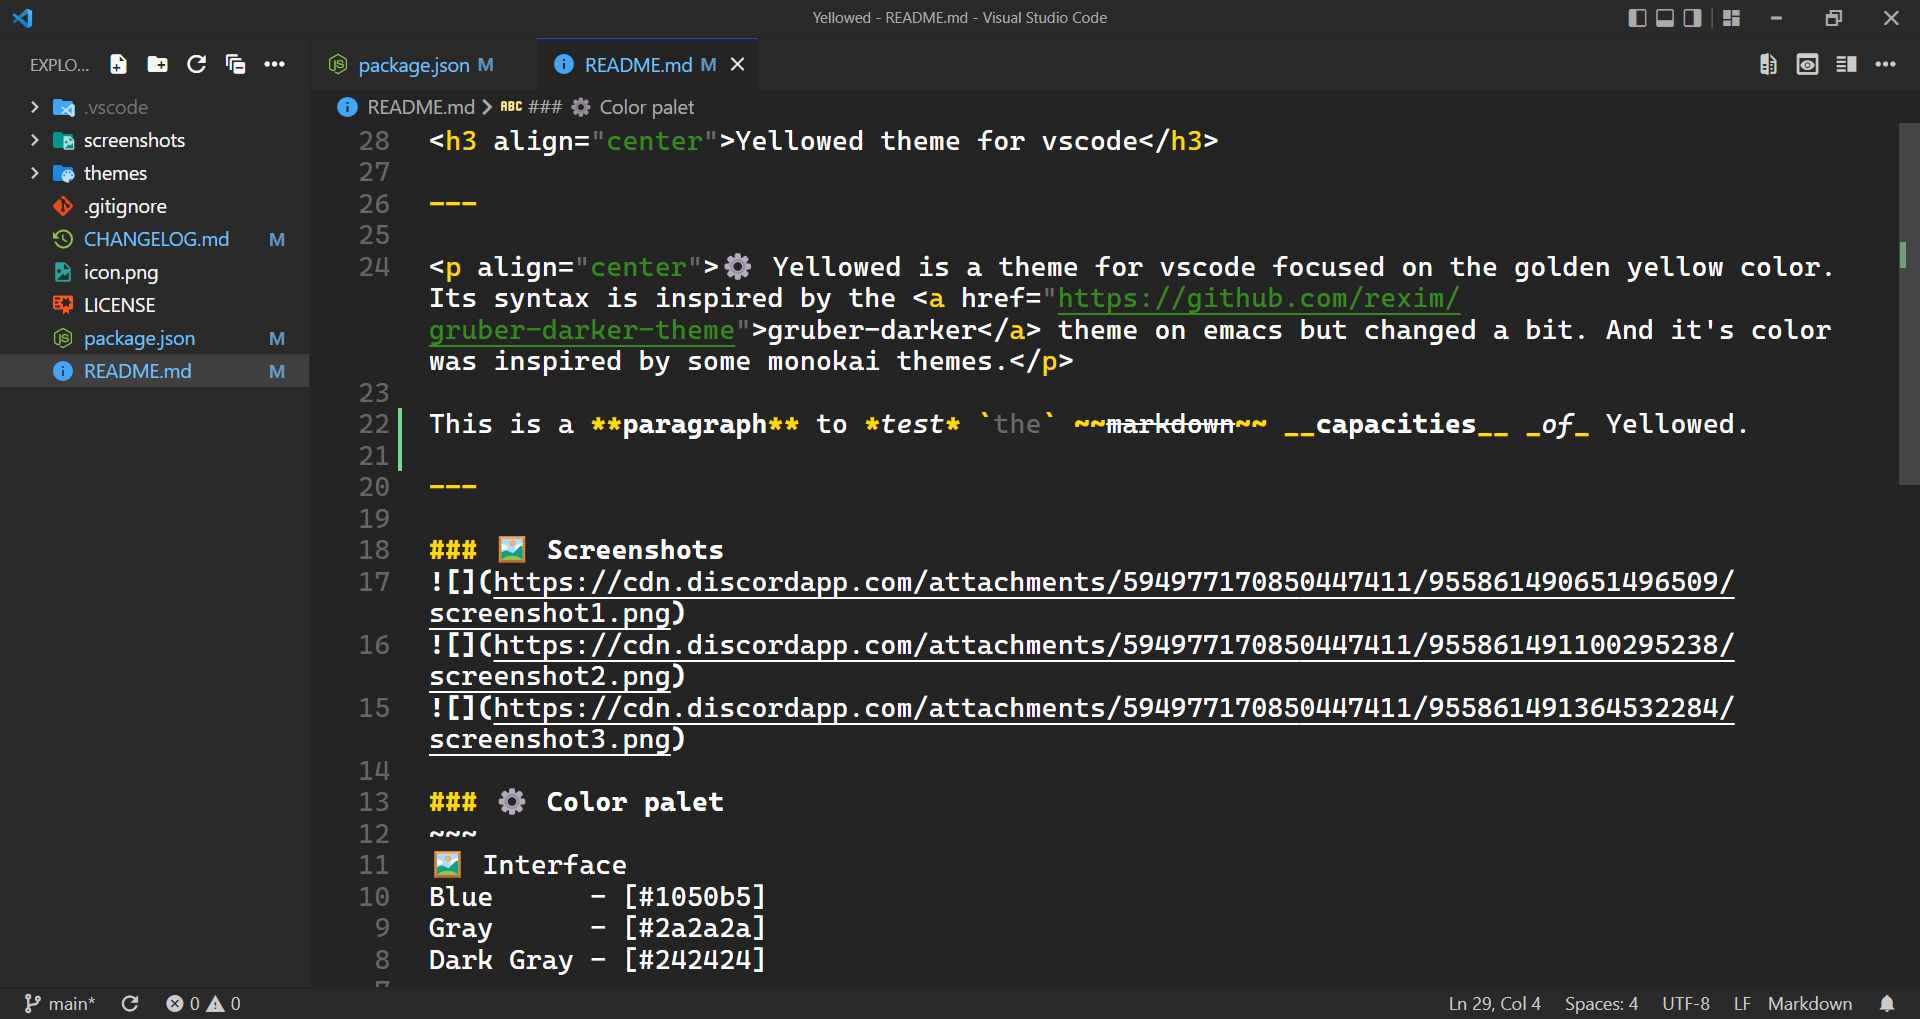 Yellowed - README.md - Visual Studio Code
EXPLO...
package.json M
README.md M
.vscode
screenshots
themes
.gitignore
CHANGELOG.md M
icon.png
LICENSE
package.json M
README.md M
README.md > ABC ### ⚙ Color palet
28 <h3 align="center">Yellowed theme for vscode</h3>
27
26 ---
25
24 <p align="center">⚙ Yellowed is a theme for vscode focused on the golden yellow color.
Its syntax is inspired by the <a href="https://github.com/rexim/
gruber-darker-theme">gruber-darker</a> theme on emacs but changed a bit. And it's color
was inspired by some monokai themes.</p>
23
22 This is a **paragraph** to *test* `the` ~~markdown~~ __capacities__ _of_ Yellowed.
21
20 ---
19
18 ### 🖼 Screenshots
17 ![](https://cdn.discordapp.com/attachments/594977170850447411/955861490651496509/
screenshot1.png)
16 ![](https://cdn.discordapp.com/attachments/594977170850447411/955861491100295238/
screenshot2.png)
15 ![](https://cdn.discordapp.com/attachments/594977170850447411/955861491364532284/
screenshot3.png)
14
13 ### ⚙ Color palet
12 ~~~
11 🖼 Interface
10 Blue      - [#1050b5]
9 Gray      - [#2a2a2a]
8 Dark Gray - [#242424]
main* 0 0 Ln 29, Col 4 Spaces: 4 UTF-8 LF Markdown